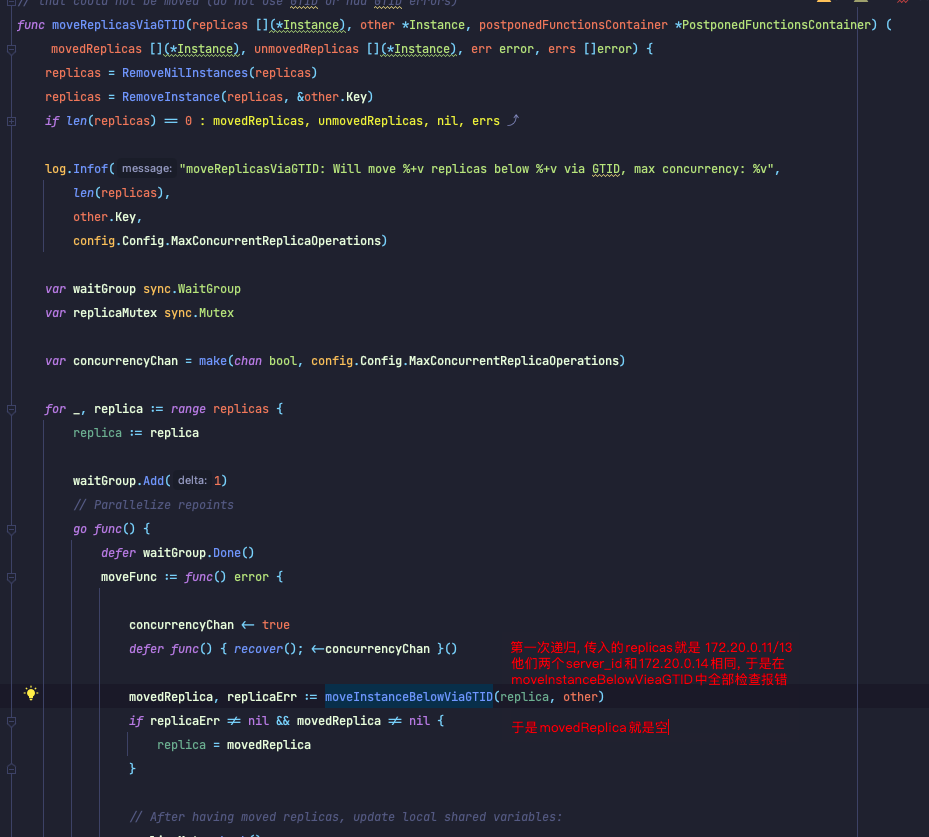 // that could not be moved (do not use GTID or had GTID errors)
func moveReplicasViaGTID(replicas [](*Instance), other *Instance, postponedFunctionsContainer *PostponedFunctionsContainer) (
movedReplicas [](*Instance), unmovedReplicas [](*Instance), err error, errs []error) {
replicas = RemoveNilInstances(replicas)
replicas = RemoveInstance(replicas, &other.Key)
if len(replicas) == 0 : movedReplicas, unmovedReplicas, nil, errs ⤴
log.Infof( message: "moveReplicasViaGTID: Will move %+v replicas below %+v via GTID, max concurrency: %v",
len(replicas),
other.Key,
config.Config.MaxConcurrentReplicaOperations)
var waitGroup sync.WaitGroup
var replicaMutex sync.Mutex
var concurrencyChan = make(chan bool, config.Config.MaxConcurrentReplicaOperations)
for _, replica := range replicas {
replica := replica
waitGroup.Add( delta: 1)
// Parallelize repoints
go func() {
defer waitGroup.Done()
moveFunc := func() error {
concurrencyChan <- true
defer func() { recover(); <-concurrencyChan }()
第一次递归, 传入的replicas就是 172.20.0.11/13
他们两个server_id和172.20.0.14相同, 于是在
moveInstanceBelowVieaGTID中全部检查报错
movedReplica, replicaErr := moveInstanceBelowViaGTID(replica, other)
if replicaErr != nil && movedReplica != nil {
于是movedReplica就是空
replica = movedReplica
}
// After having moved replicas, update local shared variables: